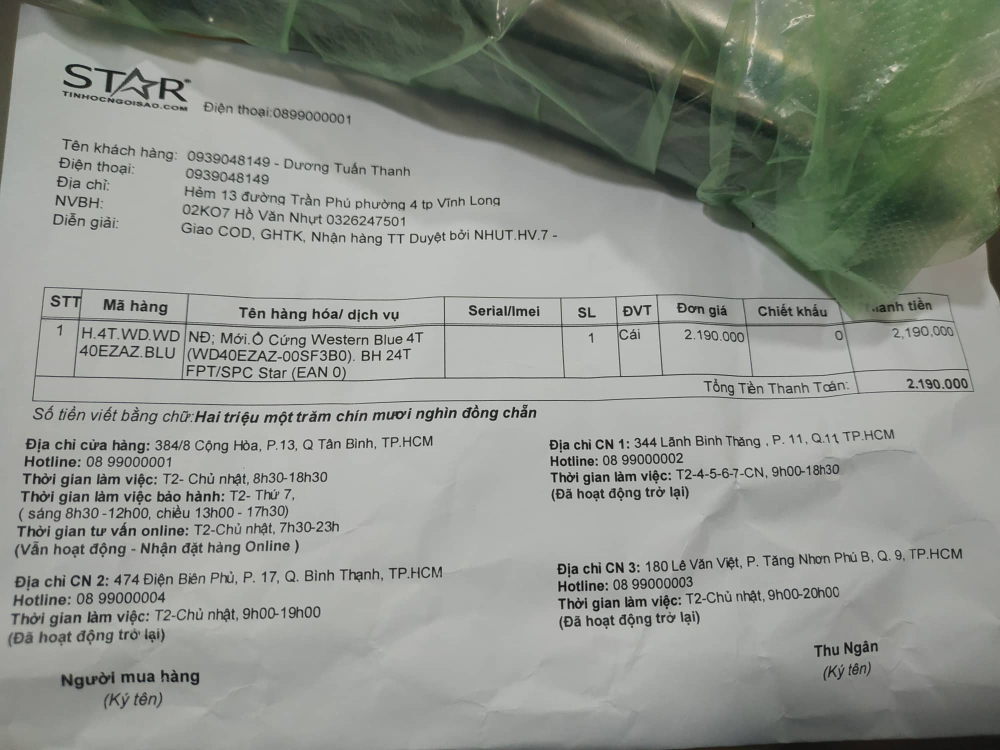 STAR®
TINHOCNGOISAO.COM
Điện thoại:0899000001
Tên khách hàng: 0939048149 - Dương Tuấn Thanh
Điện thoại: 0939048149
Địa chỉ: Hẻm 13 đường Trần Phú phường 4 tp Vĩnh Long
NVBH: 02KO7 Hồ Văn Nhựt 0326247501
Diễn giải: Giao COD, GHTK, Nhận hàng TT Duyệt bởi NHUT.HV.7 -
STT Mã hàng Tên hàng hóa/ dịch vụ Serial/Imei SL ĐVT Đơn giá Chiết khấu tiền
1 H.4T.WD.WD NĐ; Mới.Ổ Cứng Western Blue 4T 1 Cái 2.190.000 0 2,190,000
40EZAZ.BLU (WD40EZAZ-00SF3B0). BH 24T
FPT/SPC Star (EAN 0)
Tổng Tiền Thanh Toán: 2.190.000
Số tiền viết bằng chữ:Hai triệu một trăm chín mươi nghìn đồng chẵn
Địa chỉ cửa hàng: 384/8 Cộng Hòa, P.13, Q Tân Bình, TP.HCM
Hotline: 08 99000001
Thời gian làm việc: T2- Chủ nhật, 8h30-18h30
Thời gian làm việc bảo hành: T2- Thứ 7,
( sáng 8h30 -12h00, chiều 13h00 - 17h30)
Thời gian tư vấn online: T2-Chủ nhật, 7h30-23h
(Vẫn hoạt động - Nhận đặt hàng Online )
Địa chỉ CN 1: 344 Lãnh Binh Thăng , P. 11, Q.11, TP.HCM
Hotline: 08 99000002
Thời gian làm việc: T2-4-5-6-7-CN, 9h00-18h30
(Đã hoạt động trở lại)
Địa chỉ CN 2: 474 Điện Biên Phủ, P. 17, Q. Bình Thạnh, TP.HCM
Hotline: 08 99000004
Thời gian làm việc: T2-Chủ nhật, 9h00-19h00
(Đã hoạt động trở lại)
Địa chỉ CN 3: 180 Lê Văn Việt, P. Tăng Nhơn Phú B, Q. 9, TP.HCM
Hotline: 08 99000003
Thời gian làm việc: T2-Chủ nhật, 9h00-20h00
(Đã hoạt động trở lại)
Người mua hàng
(Ký tên)
Thu Ngân
(Ký tên)